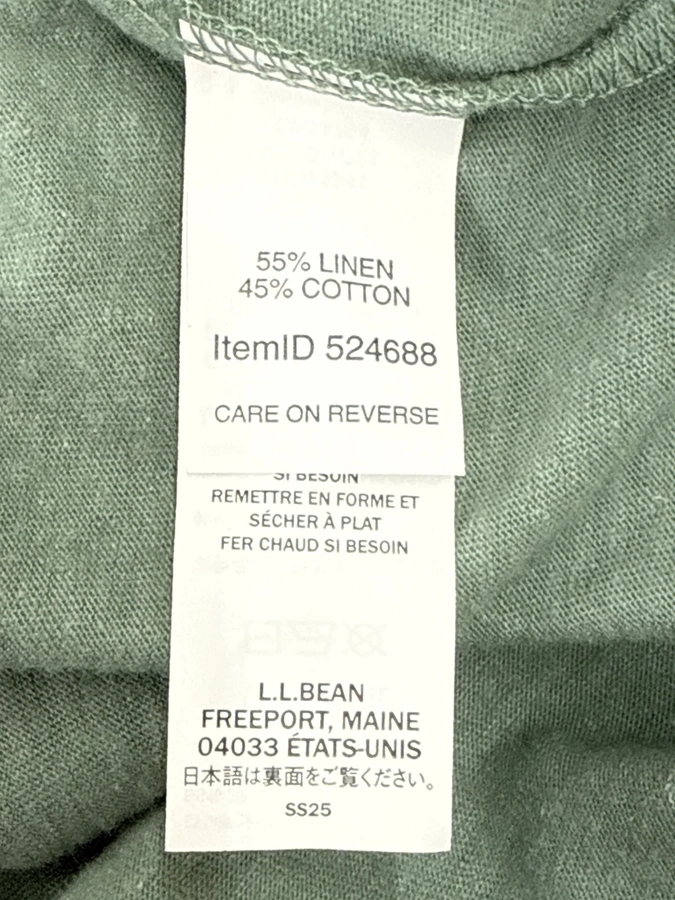 55% LINEN
45% COTTON
ItemID 524688
CARE ON REVERSE
SI BESOIN
REMETTRE EN FORME ET
SÉCHER À PLAT
FER CHAUD SI BESOIN
L.L.BEAN
FREEPORT, MAINE
04033 ÉTATS-UNIS
日本語は裏面をご覧ください。
SS25